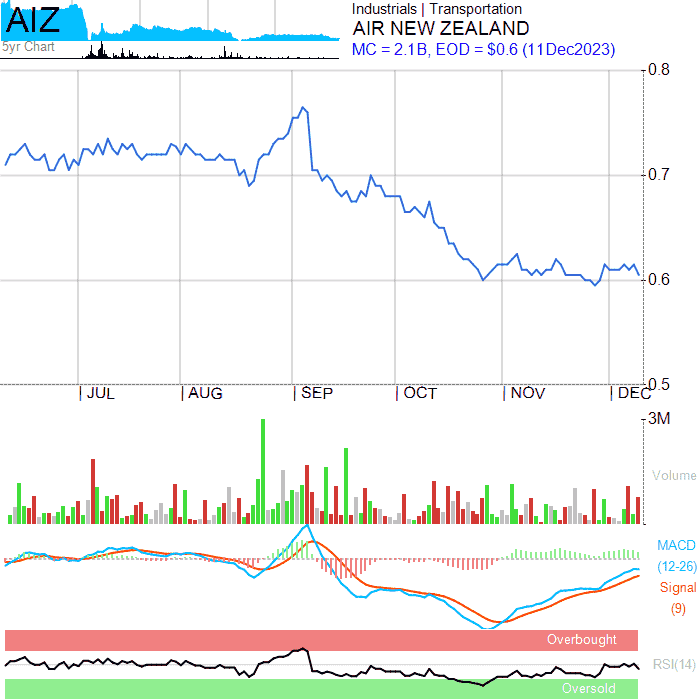 AIZ
5yr Chart
Industrials | Transportation
AIR NEW ZEALAND
MC = 2.1B, EOD = $0.6 (11Dec2023)
0.8
0.7
0.6
0.5
JUL
AUG
SEP
OCT
NOV
DEC
3M
Volume
MACD
(12-26)
Signal
(9)
Overbought
RSI(14)
Oversold